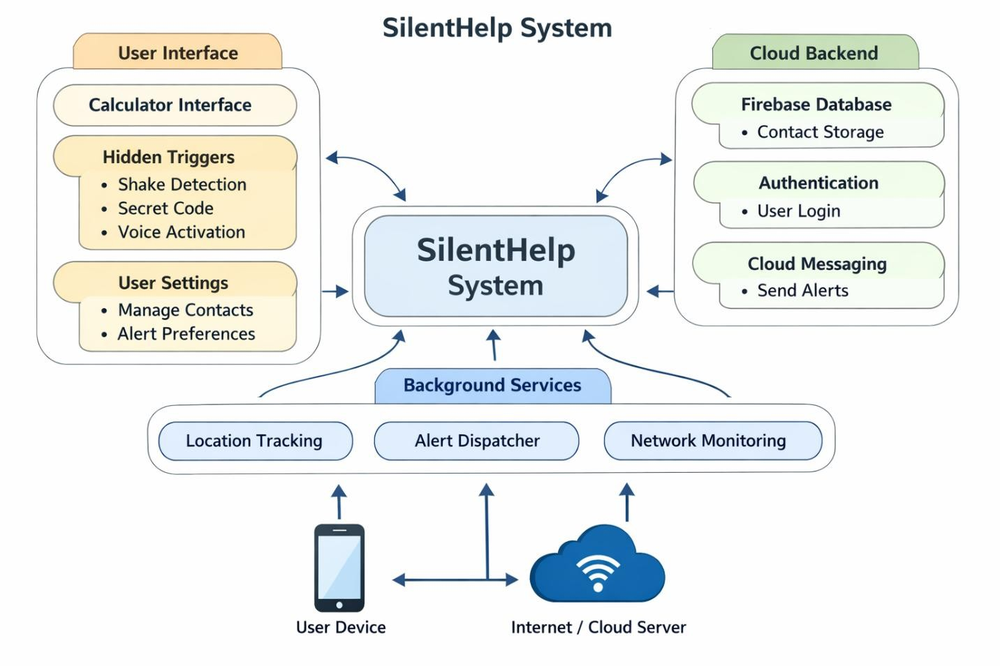 SilentHelp System
User Interface
Calculator Interface
Hidden Triggers
• Shake Detection
• Secret Code
• Voice Activation
User Settings
• Manage Contacts
• Alert Preferences
Cloud Backend
Firebase Database
• Contact Storage
Authentication
• User Login
Cloud Messaging
• Send Alerts
SilentHelp
System
Background Services
Location Tracking
Alert Dispatcher
Network Monitoring
User Device
Internet / Cloud Server